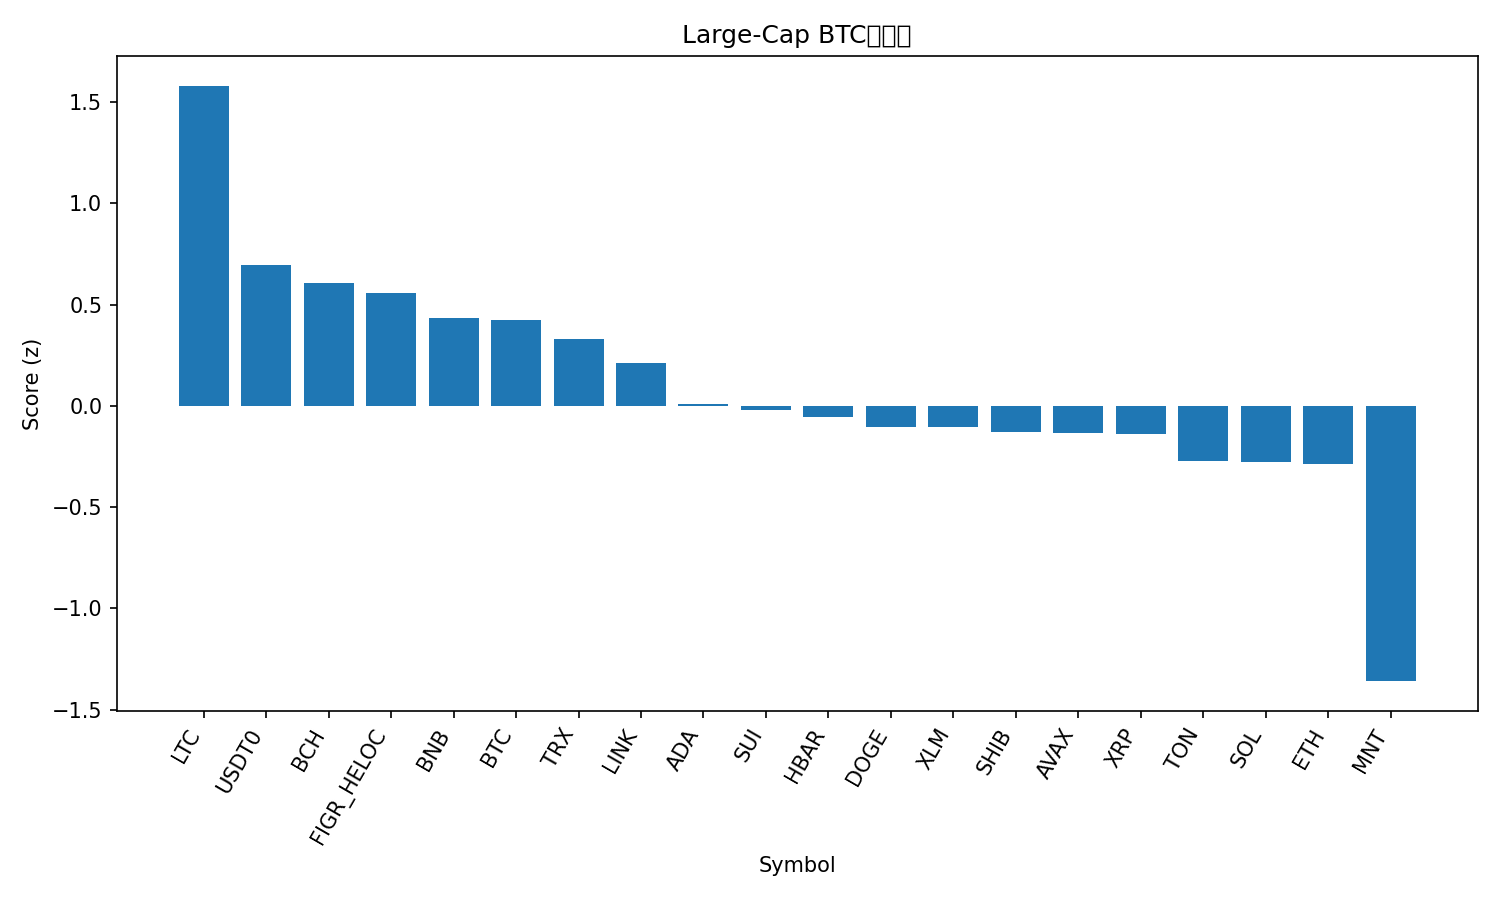 Large-Cap BTC
Score (z)
1.5
1.0
0.5
0.0
−0.5
−1.0
−1.5
LTC
USDT0
BCH
FIGR_HELOC
BNB
BTC
TRX
LINK
ADA
SUI
HBAR
DOGE
XLM
SHIB
AVAX
XRP
TON
SOL
ETH
MNT
Symbol